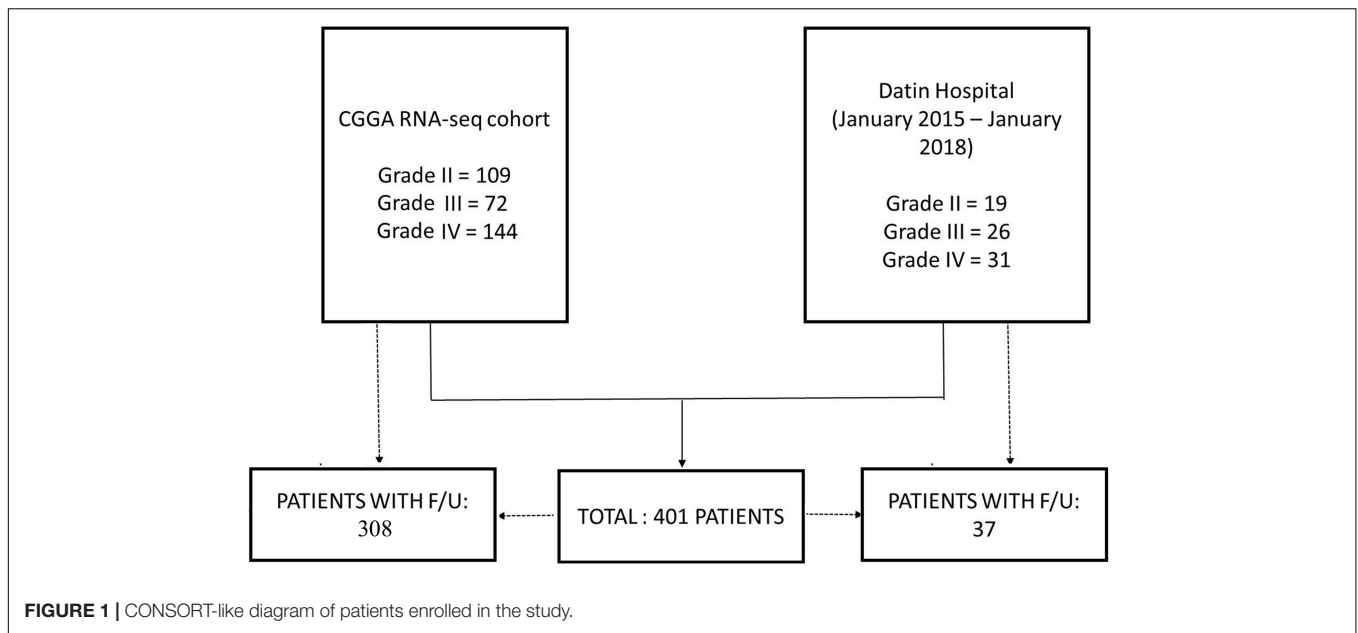 CGGA RNA-seq cohort
Grade II = 109
Grade III = 72
Grade IV = 144
Datin Hospital
(January 2015 – January
2018)
Grade II = 19
Grade III = 26
Grade IV = 31
PATIENTS WITH F/U:
308
TOTAL : 401 PATIENTS
PATIENTS WITH F/U:
37
FIGURE 1 | CONSORT-like diagram of patients enrolled in the study.